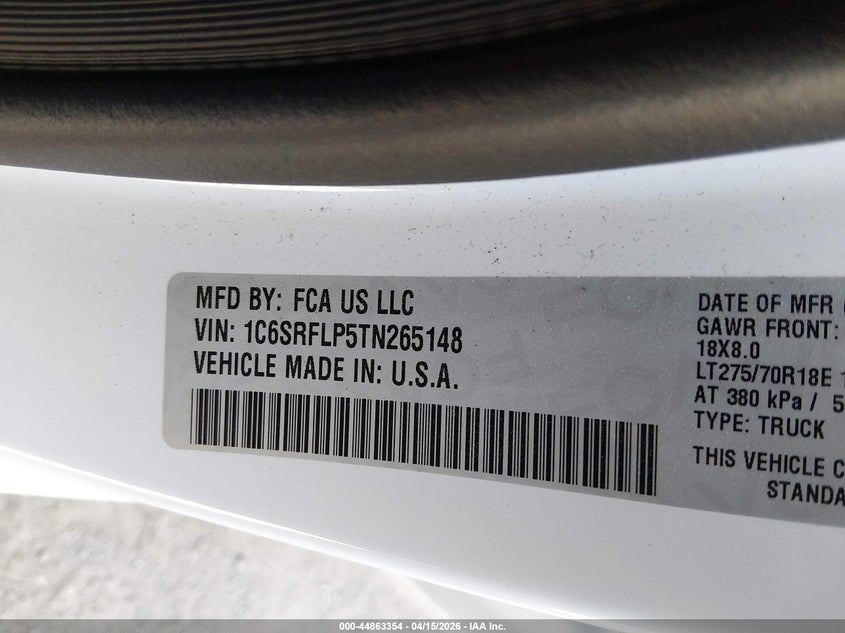 MFD BY: FCA US LLC
VIN: 1C6SRFLP5TN265148
VEHICLE MADE IN: U.S.A.
DATE OF MFR
GAWR FRONT:
18X8.0
LT275/70R18E
AT 380 kPa /
TYPE: TRUCK
THIS VEHICLE
000-44863354 - 04/15/2026 - IAA Inc.